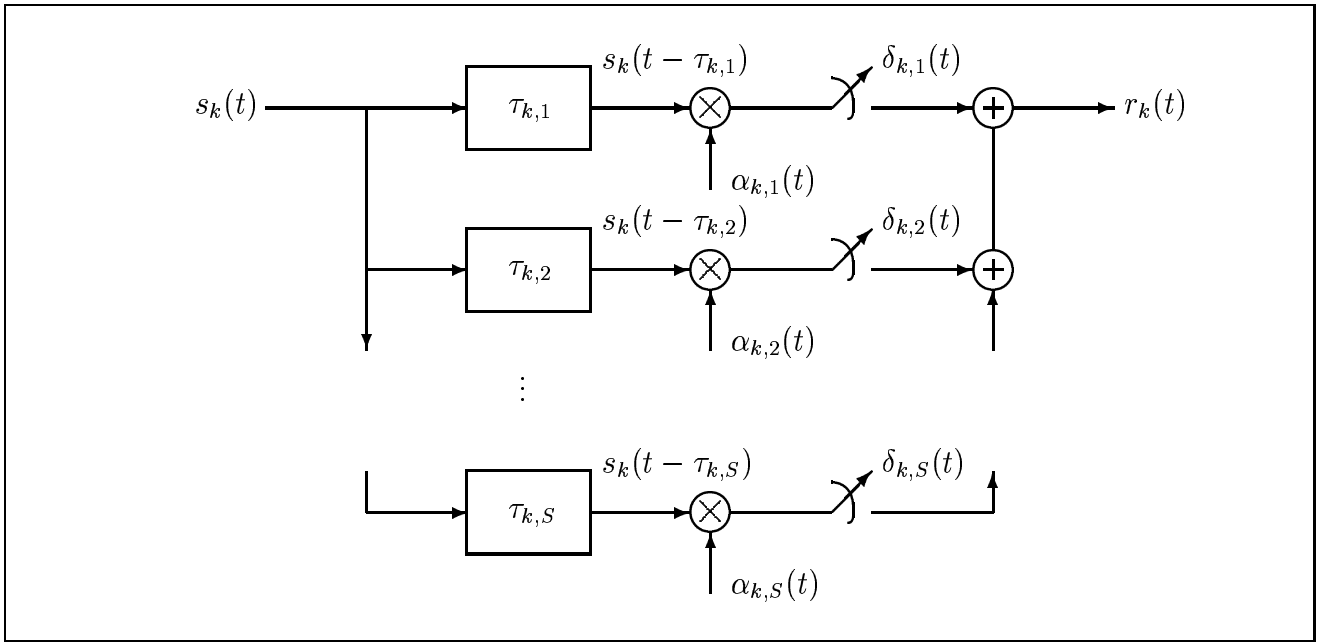 s_k(t)
τ_{k,1}
s_k(t − τ_{k,1})
α_{k,1}(t)
δ_{k,1}(t)
r_k(t)
τ_{k,2}
s_k(t − τ_{k,2})
α_{k,2}(t)
δ_{k,2}(t)
⋮
τ_{k,S}
s_k(t − τ_{k,S})
α_{k,S}(t)
δ_{k,S}(t)